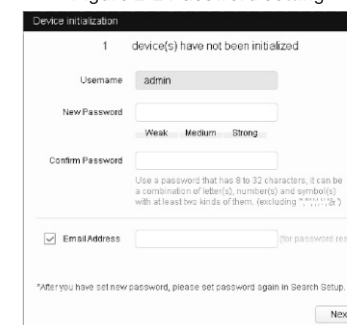 Device initialization
1 device(s) have not been initialized
Username admin
New Password
Weak Medium Strong
Confirm Password
Use a password that has 8 to 32 characters, it can be
a combination of letter(s), number(s) and symbol(s)
with at least two kinds of them. (excluding
Email Address (for password res
*After you have set new password, please set password again in Search Setup.
Nex